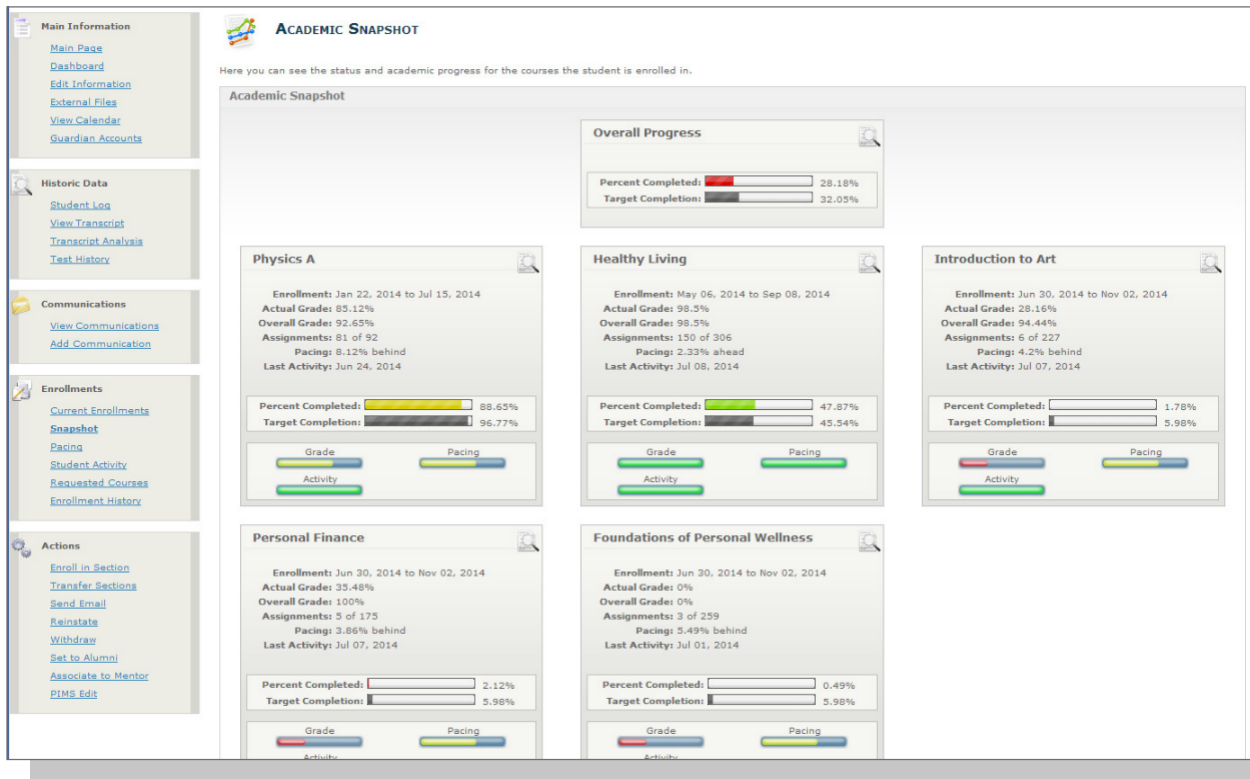 Main Information
Main Page
Dashboard
Edit Information
External Files
View Calendar
Guardian Accounts
Historic Data
Student Log
View Transcript
Transcript Analysis
Test History
Communications
View Communications
Add Communication
Enrollments
Current Enrollments
Snapshot
Pacing
Student Activity
Requested Courses
Enrollment History
Actions
Enroll in Section
Transfer Sections
Send Email
Reinstate
Withdraw
Set to Alumni
Associate to Mentor
PIMS Edit
ACADEMIC SNAPSHOT
Here you can see the status and academic progress for the courses the student is enrolled in.
Academic Snapshot
Overall Progress
Percent Completed: 28.18%
Target Completion: 32.05%
Physics A
Enrollment: Jan 22, 2014 to Jul 15, 2014
Actual Grade: 85.12%
Overall Grade: 92.65%
Assignments: 81 of 92
Pacing: 8.12% behind
Last Activity: Jun 24, 2014
Percent Completed: 88.65%
Target Completion: 96.77%
Grade Pacing
Activity
Healthy Living
Enrollment: May 06, 2014 to Sep 08, 2014
Actual Grade: 98.5%
Overall Grade: 98.5%
Assignments: 150 of 306
Pacing: 2.33% ahead
Last Activity: Jul 08, 2014
Percent Completed: 47.87%
Target Completion: 45.54%
Grade Pacing
Activity
Introduction to Art
Enrollment: Jun 30, 2014 to Nov 02, 2014
Actual Grade: 28.16%
Overall Grade: 94.44%
Assignments: 6 of 227
Pacing: 4.2% behind
Last Activity: Jul 07, 2014
Percent Completed: 1.78%
Target Completion: 5.98%
Grade Pacing
Activity
Personal Finance
Enrollment: Jun 30, 2014 to Nov 02, 2014
Actual Grade: 35.48%
Overall Grade: 100%
Assignments: 5 of 175
Pacing: 3.86% behind
Last Activity: Jul 07, 2014
Percent Completed: 2.12%
Target Completion: 5.98%
Grade Pacing
Activity
Foundations of Personal Wellness
Enrollment: Jun 30, 2014 to Nov 02, 2014
Actual Grade: 0%
Overall Grade: 0%
Assignments: 3 of 259
Pacing: 5.49% behind
Last Activity: Jul 01, 2014
Percent Completed: 0.49%
Target Completion: 5.98%
Grade Pacing
Activity